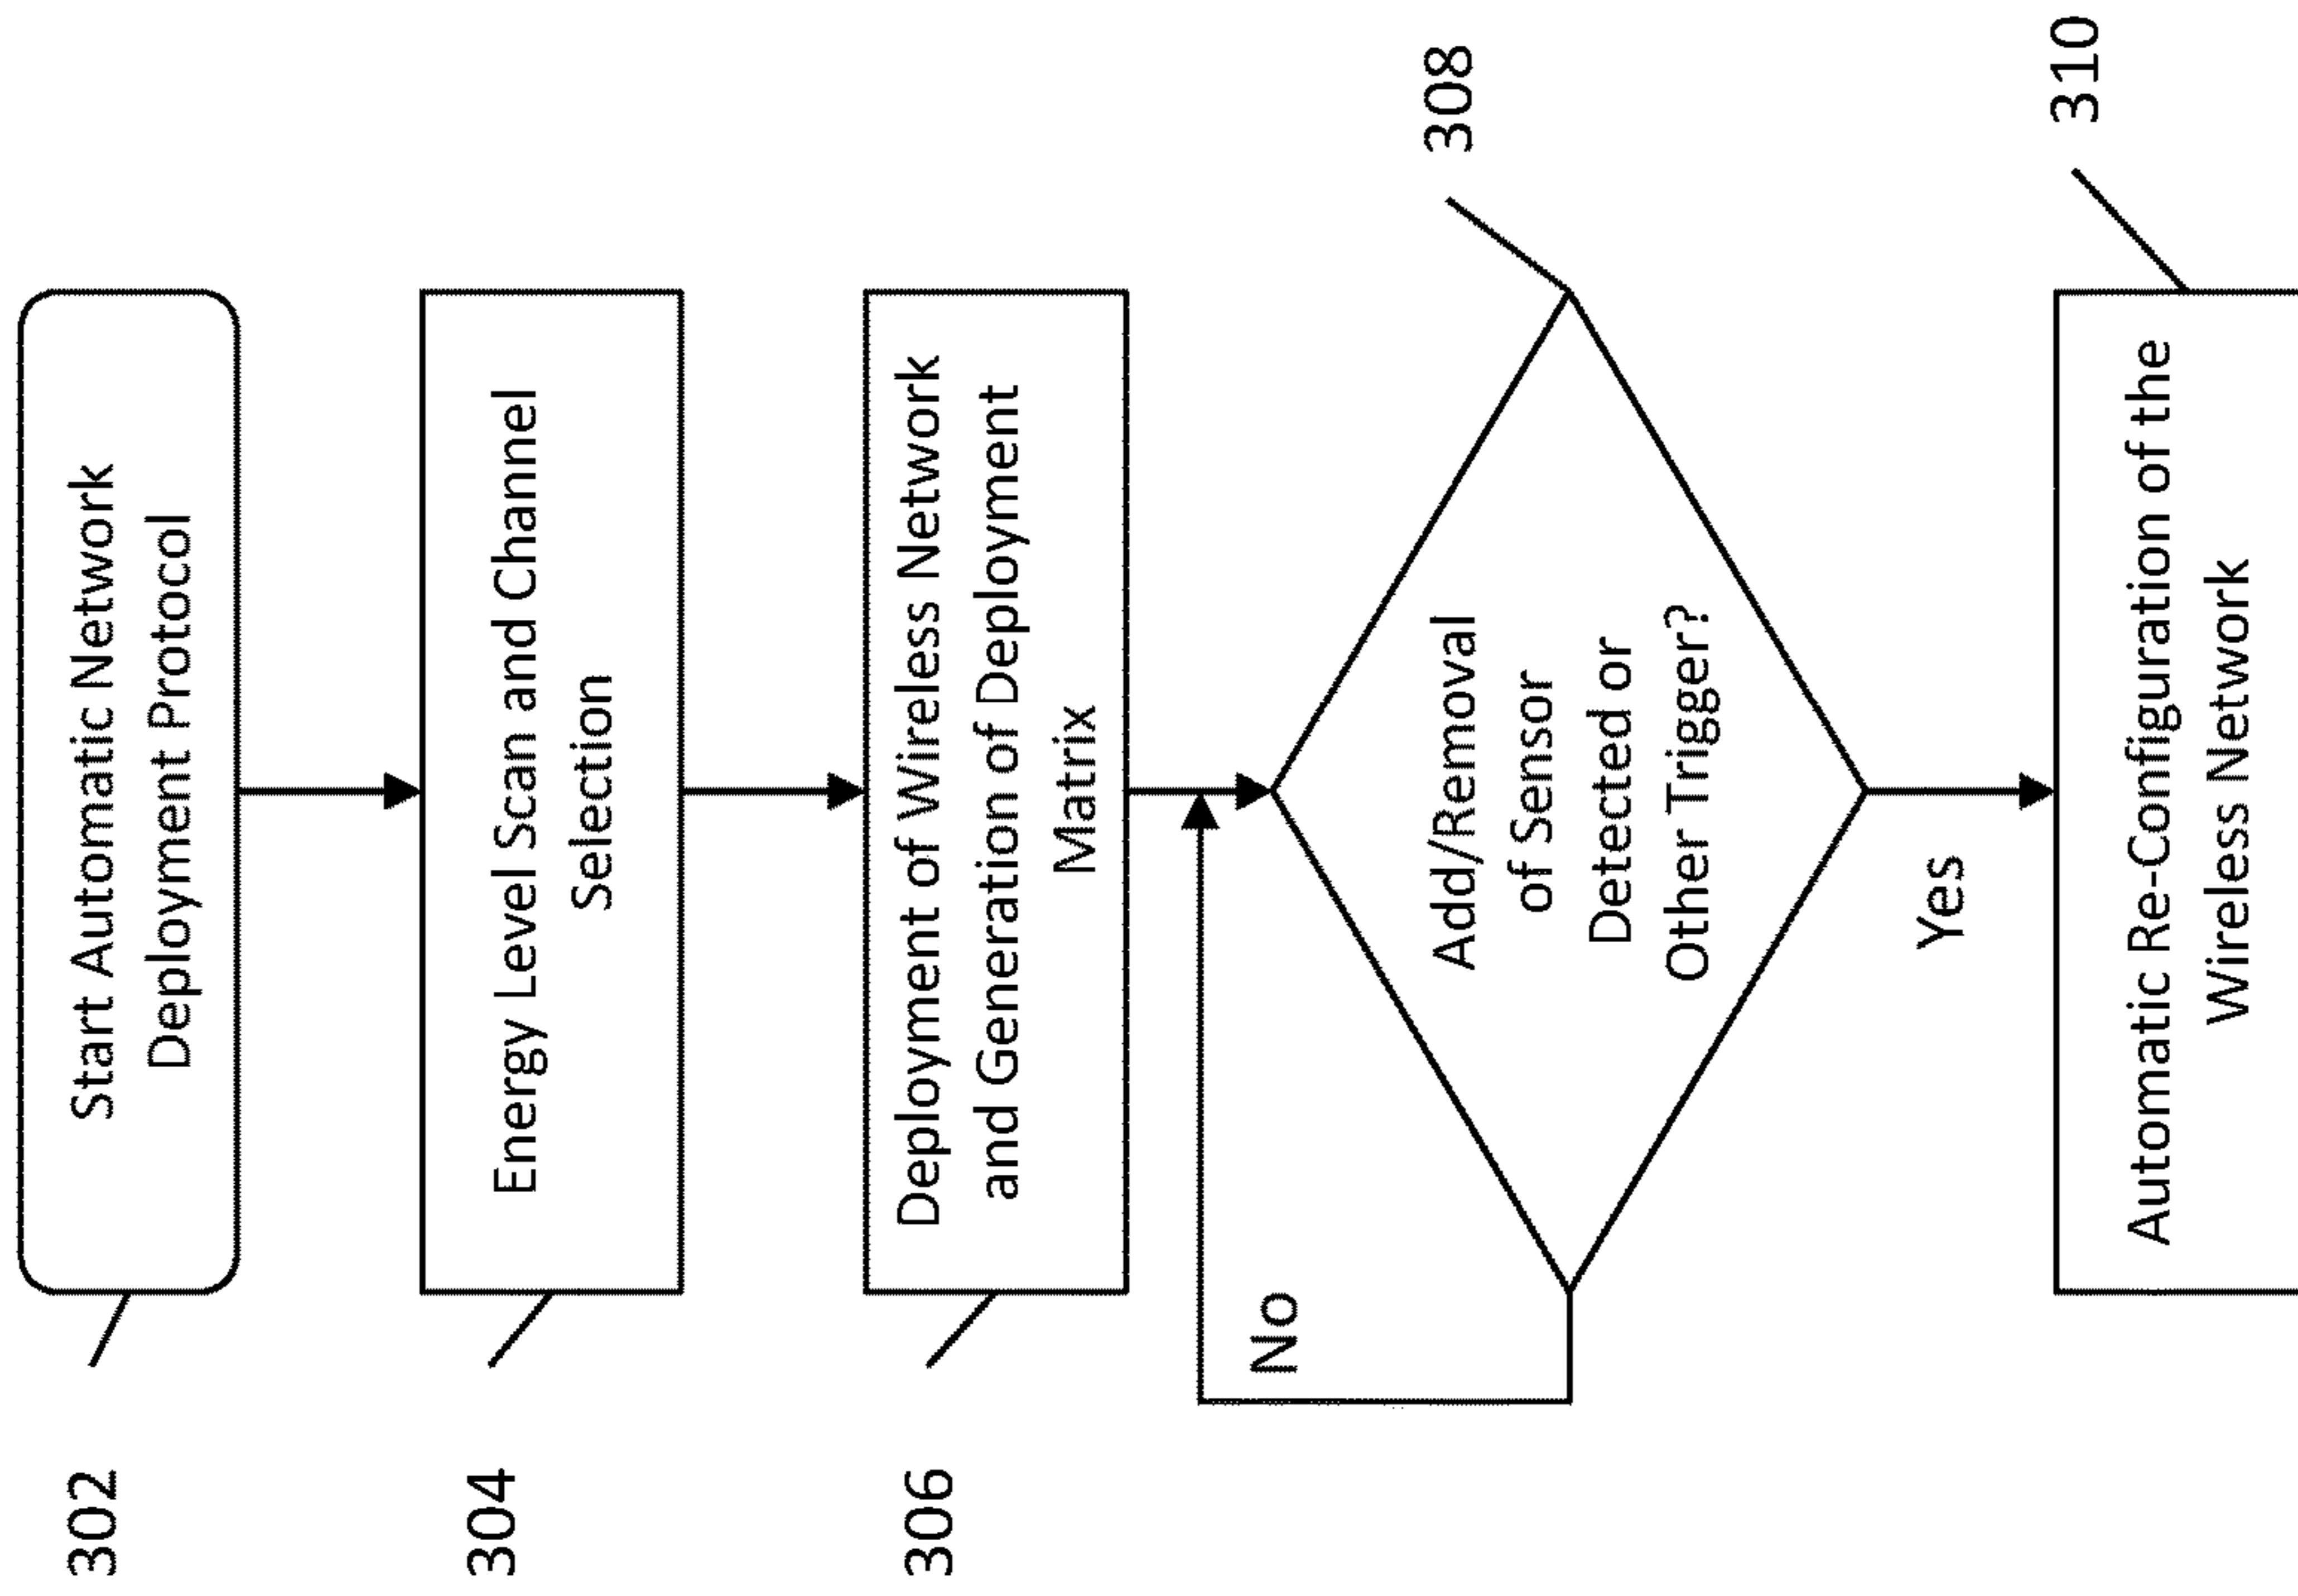 302
Start Automatic Network
Deployment Protocol
304
Energy Level Scan and Channel
Selection
306
Deployment of Wireless Network
and Generation of Deployment
Matrix
No
308
Add/Removal
of Sensor
Detected or
Other Trigger?
Yes
310
Automatic Re-Configuration of the
Wireless Network